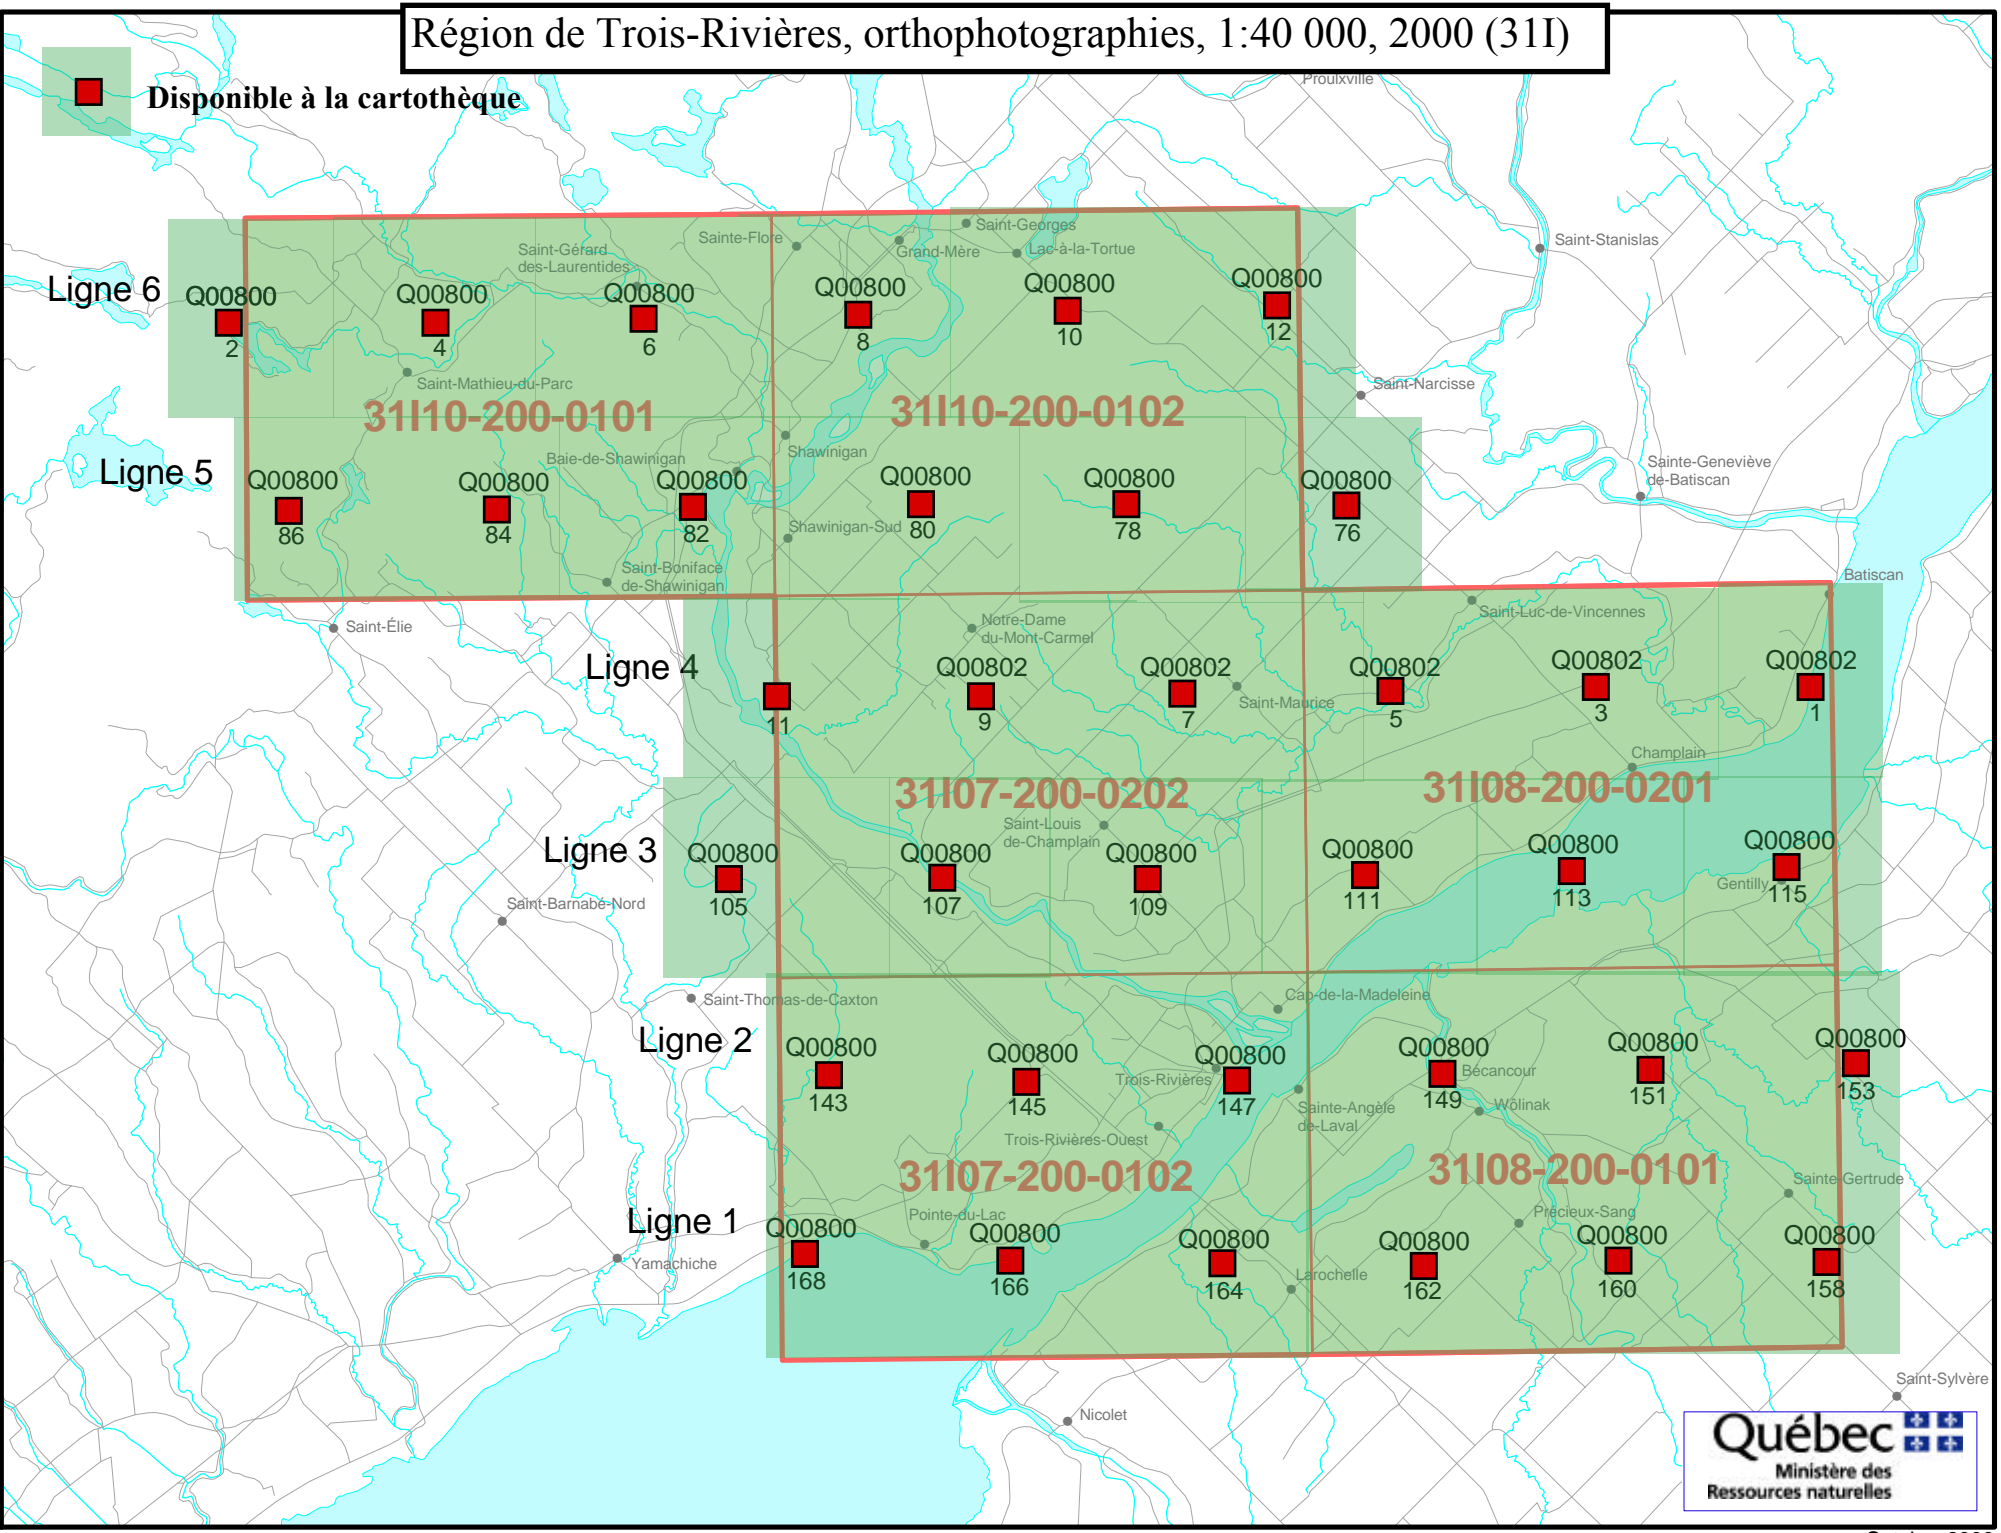 Région de Trois-Rivières, orthophotographies, 1:40 000, 2000 (31I)
Disponible à la cartothèque
Proulxville
Saint-Stanislas
Saint-Georges
Sainte-Flore
Grand-Mère
Lac-à-la-Tortue
Saint-Gérard
des-Laurentides
Ligne 6
Q00800
2
Q00800
4
Q00800
6
Q00800
8
Q00800
10
Q00800
12
Saint-Mathieu-du-Parc
Saint-Narcisse
31I10-200-0101
31I10-200-0102
Shawinigan
Baie-de-Shawinigan
Sainte-Geneviève
de-Batiscan
Ligne 5
Q00800
86
Q00800
84
Q00800
82
Q00800
80
Q00800
78
Q00800
76
Shawinigan-Sud
Saint-Boniface
de-Shawinigan
Batiscan
Saint-Élie
Notre-Dame
du-Mont-Carmel
Saint-Luc-de-Vincennes
Ligne 4
11
Q00802
9
Q00802
7
Q00802
5
Q00802
3
Q00802
1
Saint-Maurice
Champlain
31I07-200-0202
31I08-200-0201
Saint-Louis
de-Champlain
Ligne 3
Q00800
105
Q00800
107
Q00800
109
Q00800
111
Q00800
113
Q00800
115
Gentilly
Saint-Barnabé-Nord
Saint-Thomas-de-Caxton
Cap-de-la-Madeleine
Ligne 2
Q00800
143
Q00800
145
Q00800
147
Q00800
149
Q00800
151
Q00800
153
Trois-Rivières
Bécancour
Wôlinak
Sainte-Angèle
de-Laval
Trois-Rivières-Ouest
31I07-200-0102
31I08-200-0101
Sainte-Gertrude
Pointe-du-Lac
Précieux-Sang
Ligne 1
Q00800
168
Q00800
166
Q00800
164
Q00800
162
Q00800
160
Q00800
158
Yamachiche
Larochelle
Saint-Sylvère
Nicolet
Québec
Ministère des
Ressources naturelles